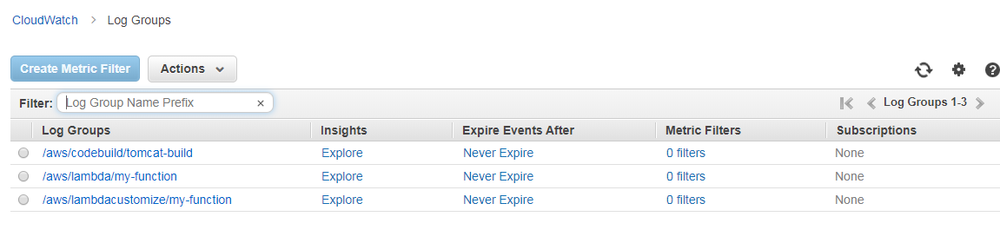 CloudWatch > Log Groups
Create Metric Filter Actions
Filter: Log Group Name Prefix × Log Groups 1-3
Log Groups Insights Expire Events After Metric Filters Subscriptions
/aws/codebuild/tomcat-build Explore Never Expire 0 filters None
/aws/lambda/my-function Explore Never Expire 0 filters None
/aws/lambdacustomize/my-function Explore Never Expire 0 filters None